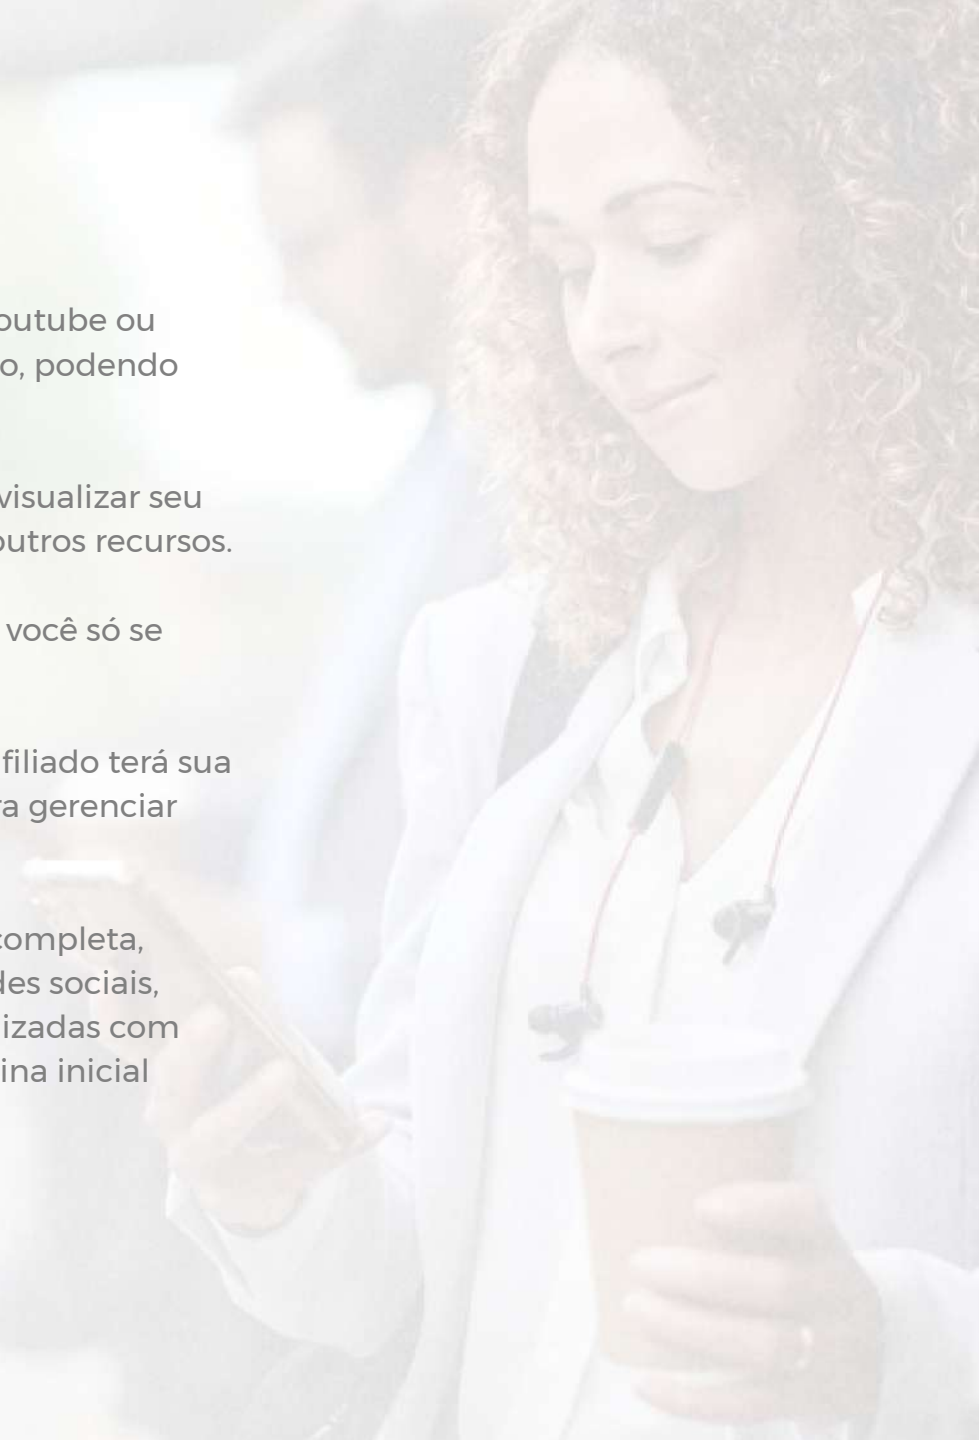 outube ou
o, podendo
visualizar seu
outros recursos.
você só se
filiado terá sua
ra gerenciar
completa,
des sociais,
izadas com
ina inicial